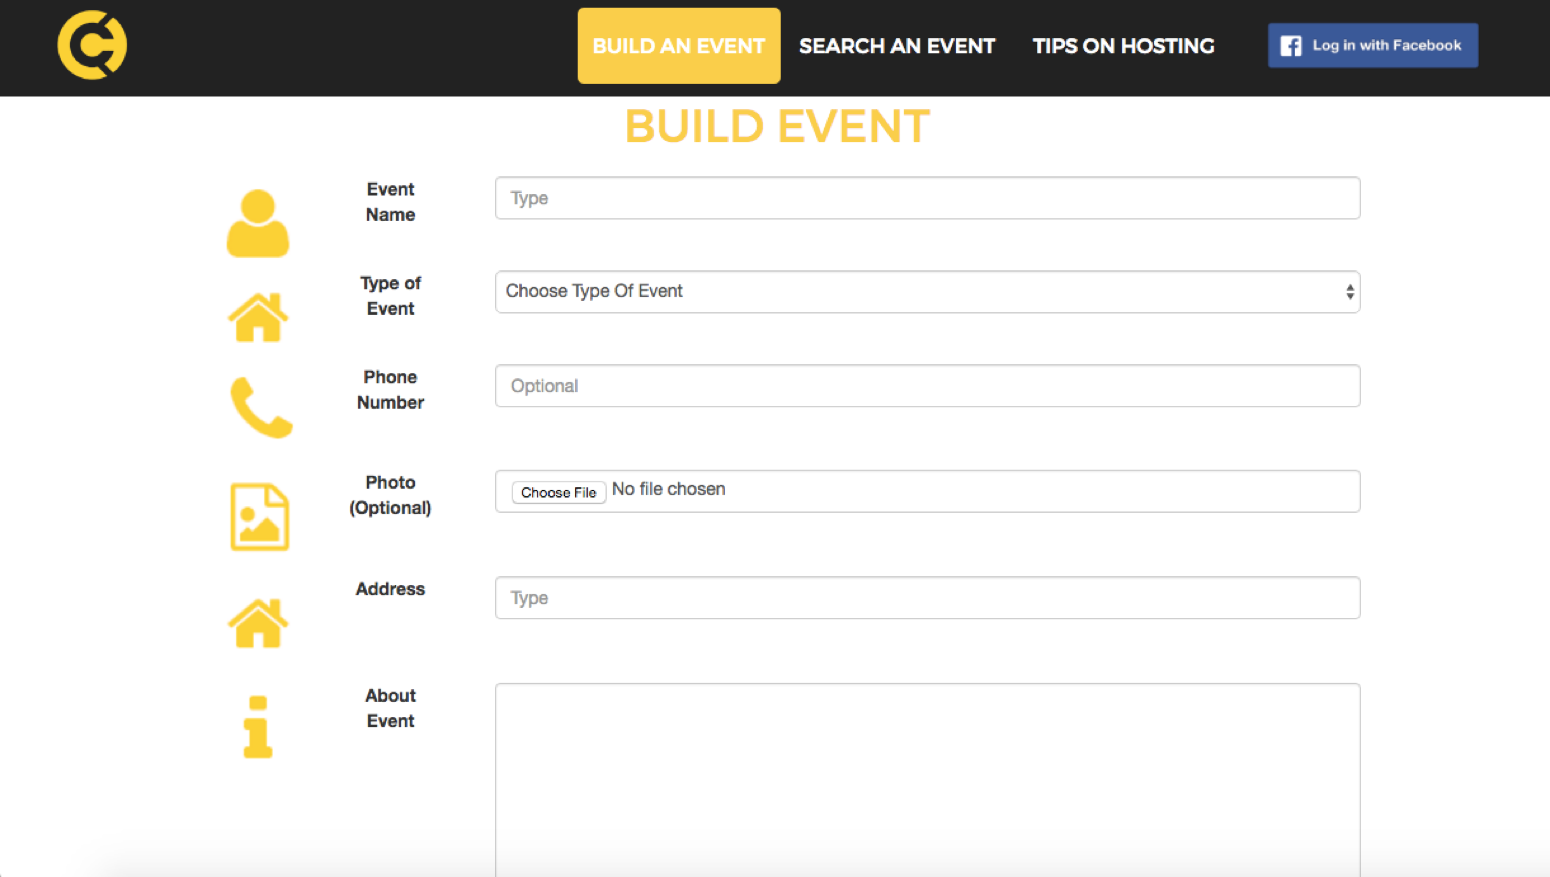 BUILD AN EVENT SEARCH AN EVENT TIPS ON HOSTING Log in with Facebook
BUILD EVENT
Event
Name
Type
Type of
Event
Choose Type Of Event
Phone
Number
Optional
Photo
(Optional)
Choose File No file chosen
Address
Type
About
Event